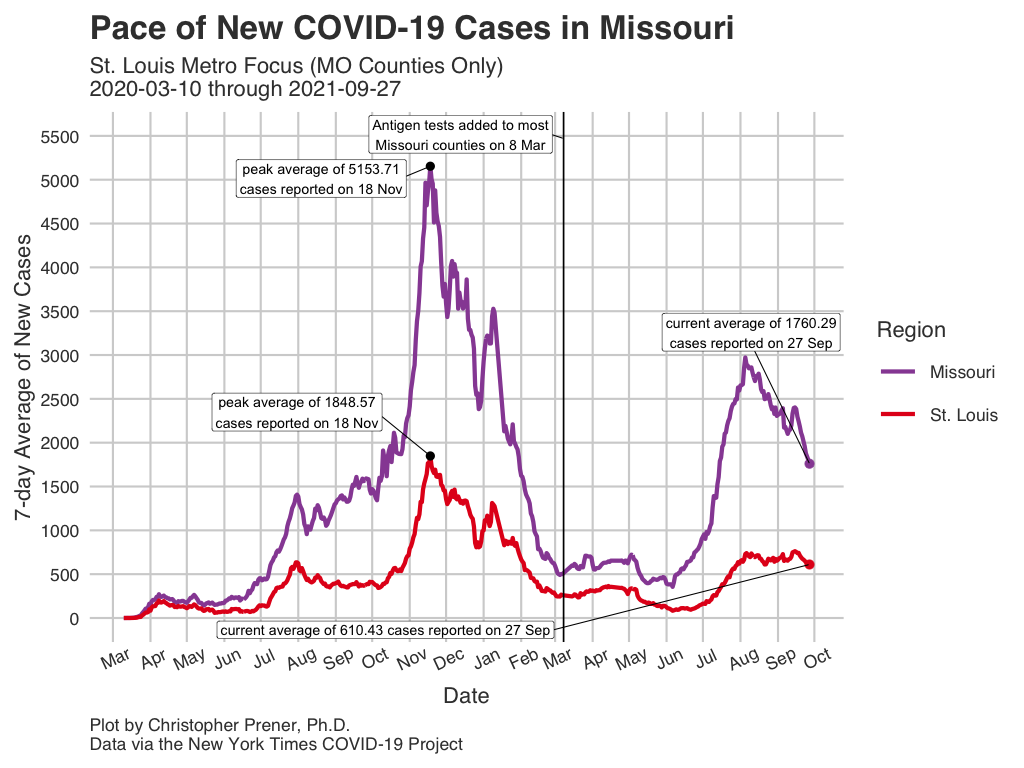 Pace of New COVID-19 Cases in Missouri
St. Louis Metro Focus (MO Counties Only)
2020-03-10 through 2021-09-27
Antigen tests added to most
Missouri counties on 8 Mar
peak average of 5153.71
cases reported on 18 Nov
current average of 1760.29
cases reported on 27 Sep
peak average of 1848.57
cases reported on 18 Nov
current average of 610.43 cases reported on 27 Sep
7-day Average of New Cases
5500
5000
4500
4000
3500
3000
2500
2000
1500
1000
500
0
Mar Apr May Jun Jul Aug Sep Oct Nov Dec Jan Feb Mar Apr May Jun Jul Aug Sep Oct
Date
Region
Missouri
St. Louis
Plot by Christopher Prener, Ph.D.
Data via the New York Times COVID-19 Project